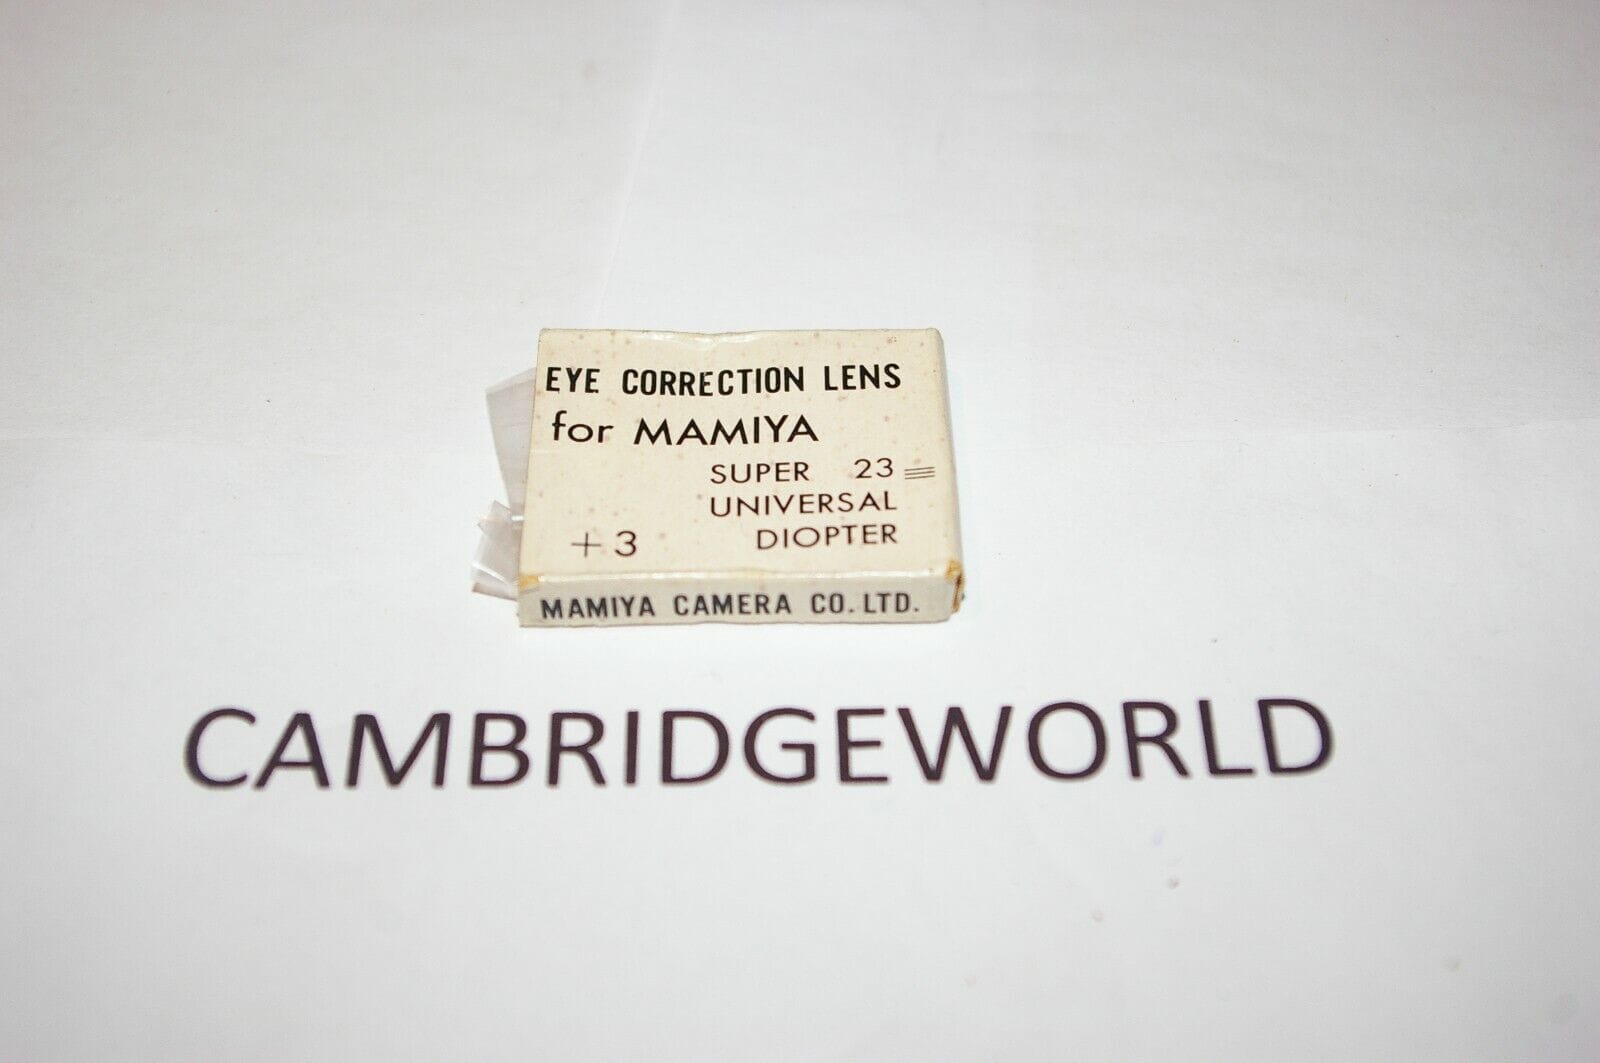 EYE CORRECTION LENS
for MAMIYA
SUPER 23
UNIVERSAL
+3 DIOPTER
MAMIYA CAMERA CO. LTD.
CAMBRIDGEWORLD